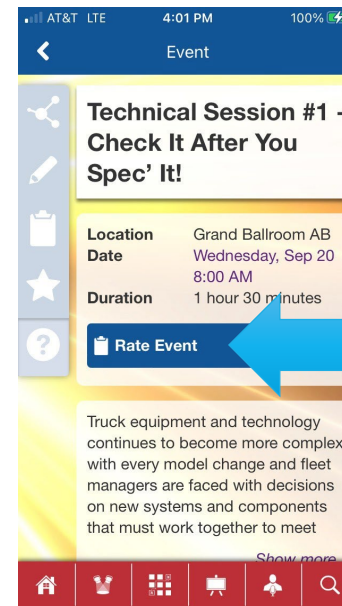 AT&T LTE 4:01 PM 100%
Event
Technical Session #1 -
Check It After You
Spec' It!
Location Grand Ballroom AB
Date Wednesday, Sep 20
8:00 AM
Duration 1 hour 30 minutes
Rate Event
Truck equipment and technology
continues to become more complex
with every model change and fleet
managers are faced with decisions
on new systems and components
that must work together to meet
Show more